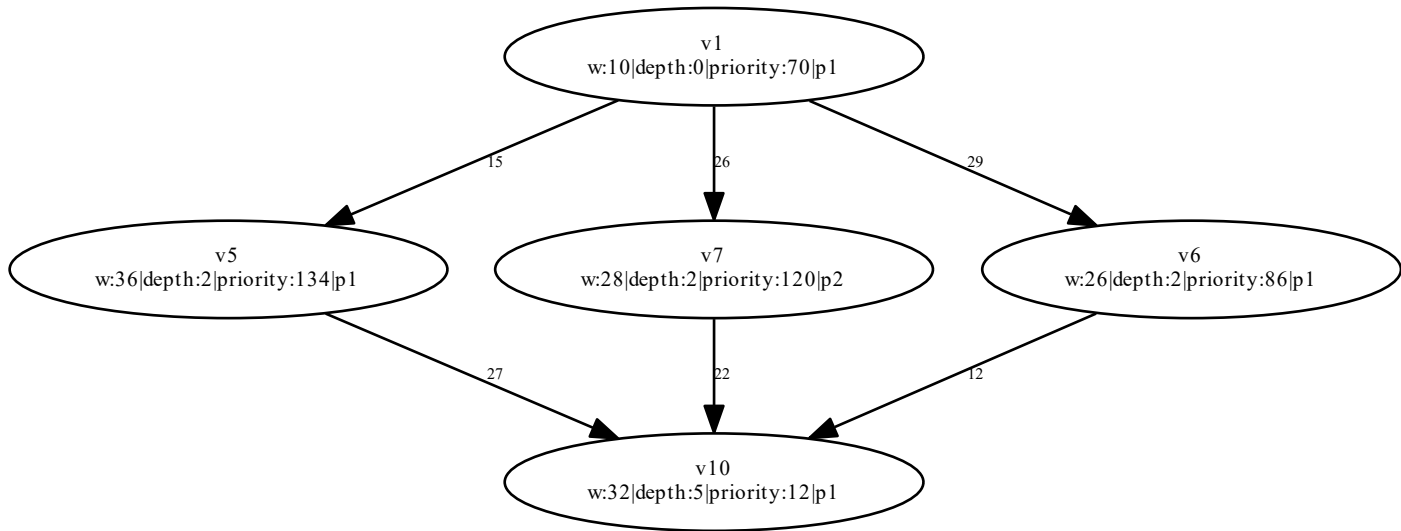 v1
w:10|depth:0|priority:70|p1
15
26
29
v5
w:36|depth:2|priority:134|p1
v7
w:28|depth:2|priority:120|p2
v6
w:26|depth:2|priority:86|p1
27
22
12
v10
w:32|depth:5|priority:12|p1